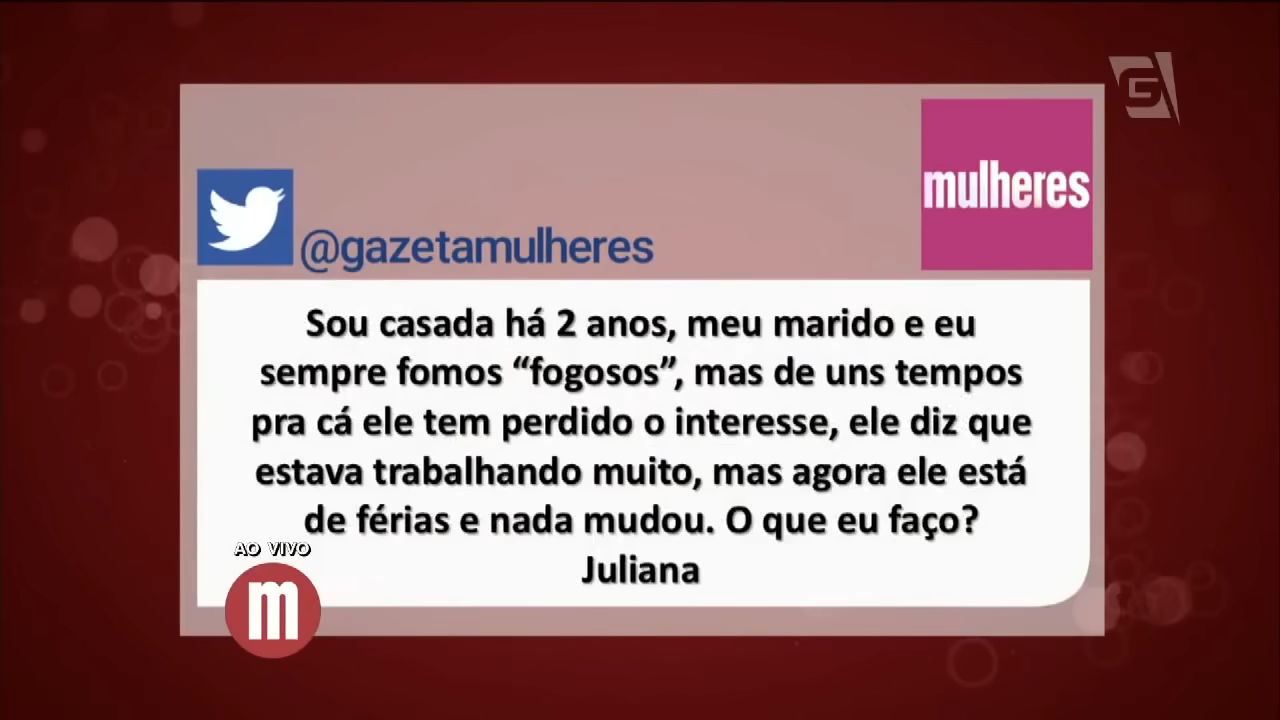 G
mulheres
@gazetamulheres
Sou casada há 2 anos, meu marido e eu
sempre fomos “fogosos”, mas de uns tempos
pra cá ele tem perdido o interesse, ele diz que
estava trabalhando muito, mas agora ele está
de férias e nada mudou. O que eu faço?
Juliana
AO VIVO
m